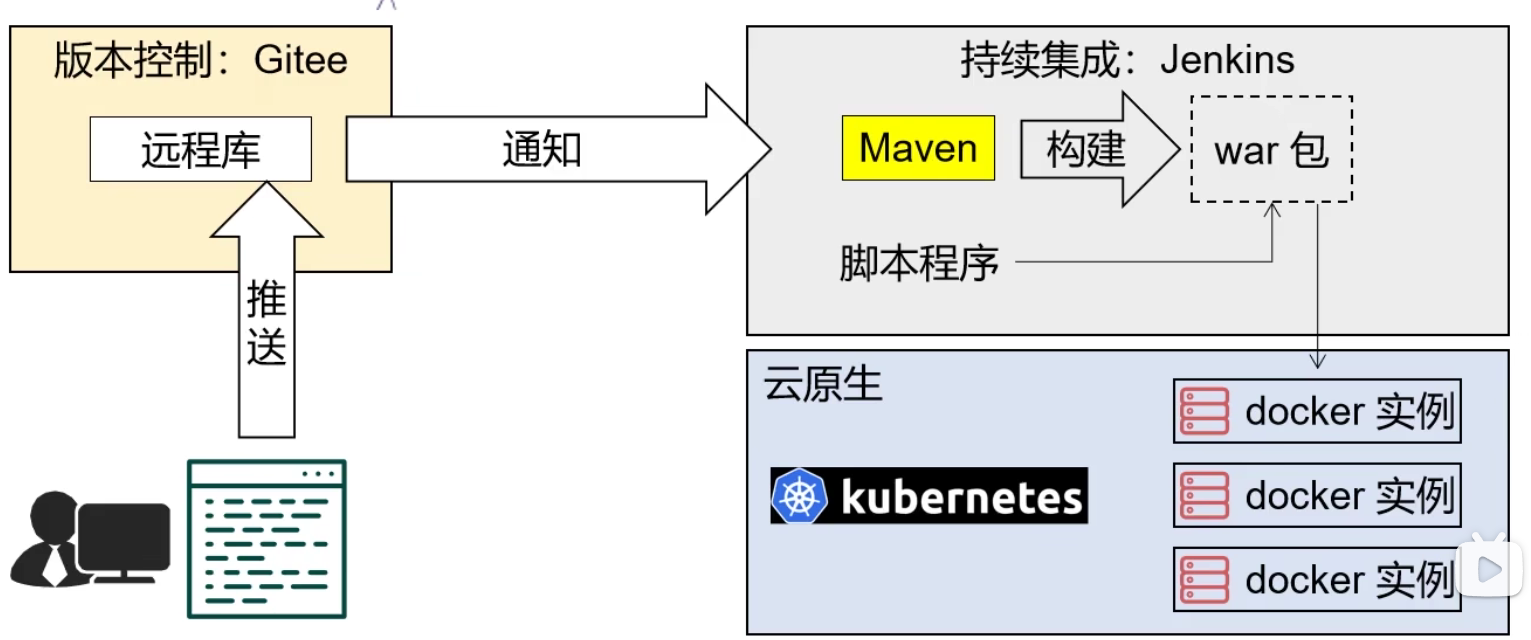 版本控制：Gitee
远程库
通知
推送
持续集成：Jenkins
Maven
构建
war 包
脚本程序
云原生
kubernetes
docker 实例
docker 实例
docker 实例